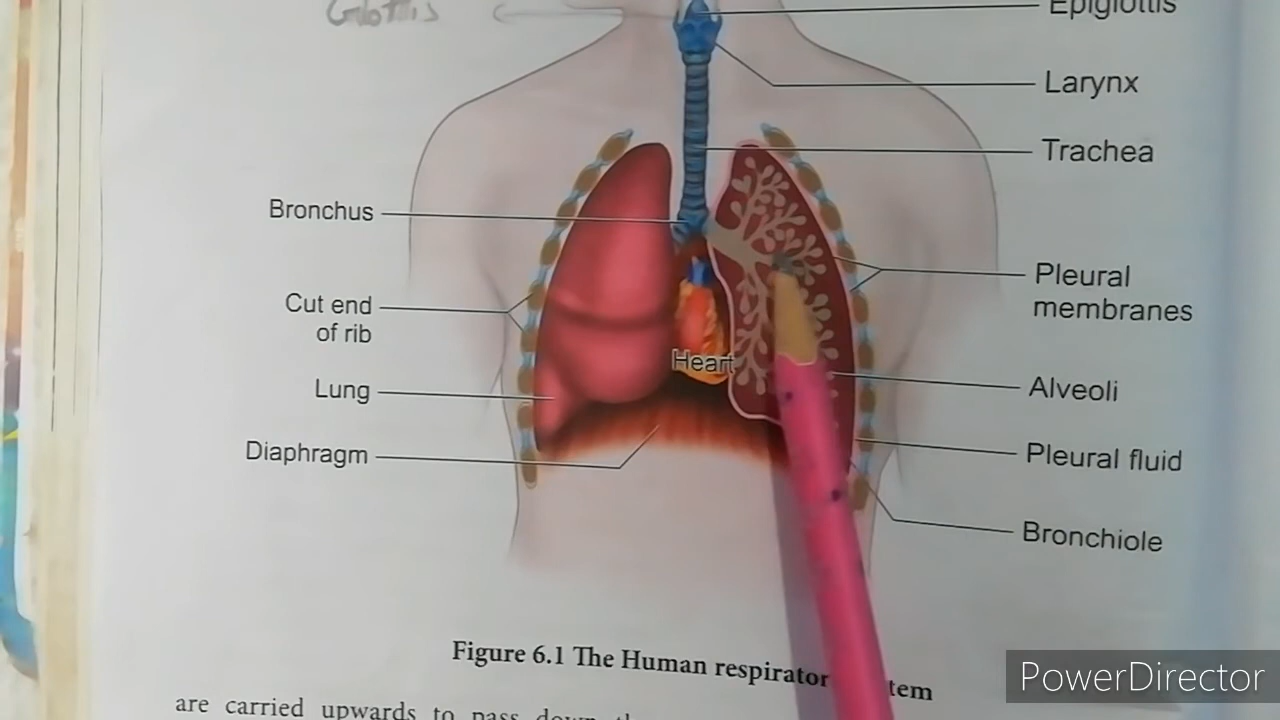 Glottis
Epiglottis
Larynx
Trachea
Bronchus
Pleural
membranes
Cut end
of rib
Heart
Lung
Alveoli
Diaphragm
Pleural fluid
Bronchiole
Figure 6.1 The Human respirator tem
are carried upwards to pass down
PowerDirector